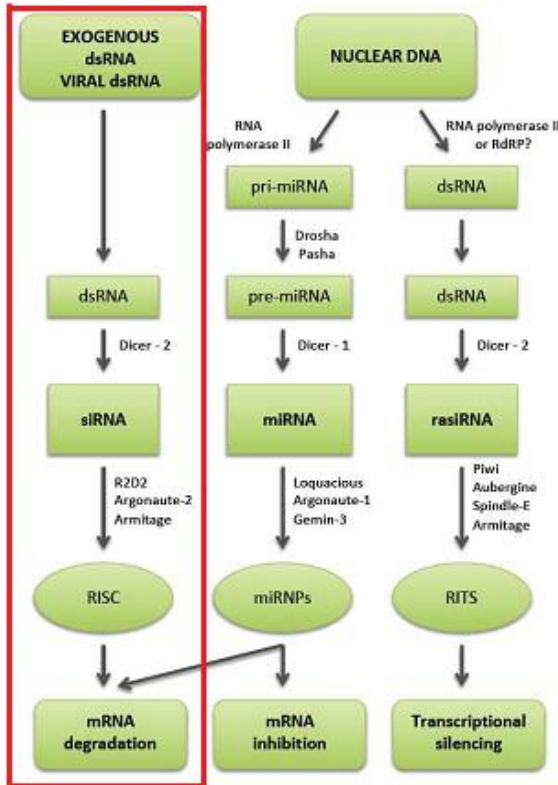 EXOGENOUS
dsRNA
VIRAL dsRNA
NUCLEAR DNA
RNA
polymerase II
RNA polymerase II
or RdRP?
pri-miRNA
dsRNA
Drosha
Pasha
dsRNA
pre-miRNA
dsRNA
Dicer - 2
Dicer - 1
Dicer - 2
siRNA
miRNA
rasiRNA
R2D2
Argonaute-2
Armitage
Loquacious
Argonaute-1
Gemin-3
Piwi
Aubergine
Spindle-E
Armitage
RISC
miRNPs
RITS
mRNA
degradation
mRNA
inhibition
Transcriptional
silencing